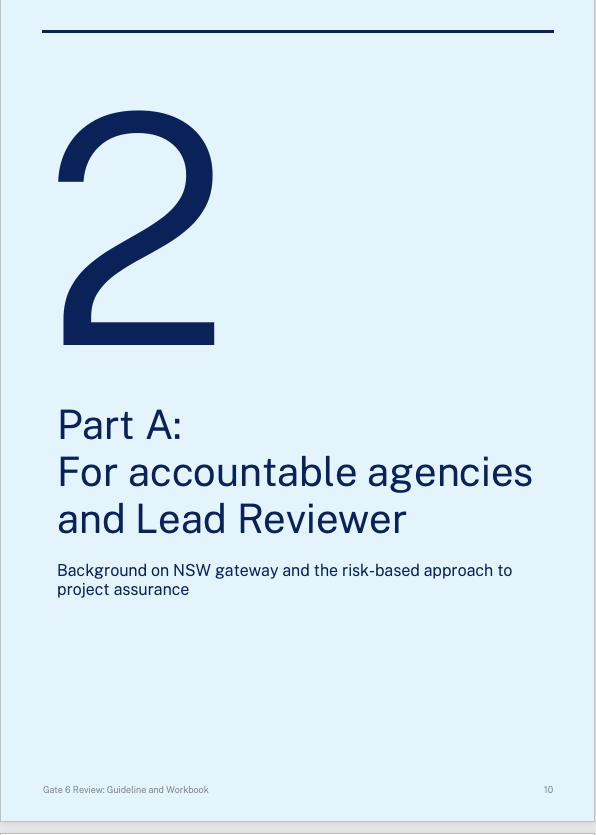 2
Part A:
For accountable agencies
and Lead Reviewer
Background on NSW gateway and the risk-based approach to
project assurance
Gate 6 Review: Guideline and Workbook
10